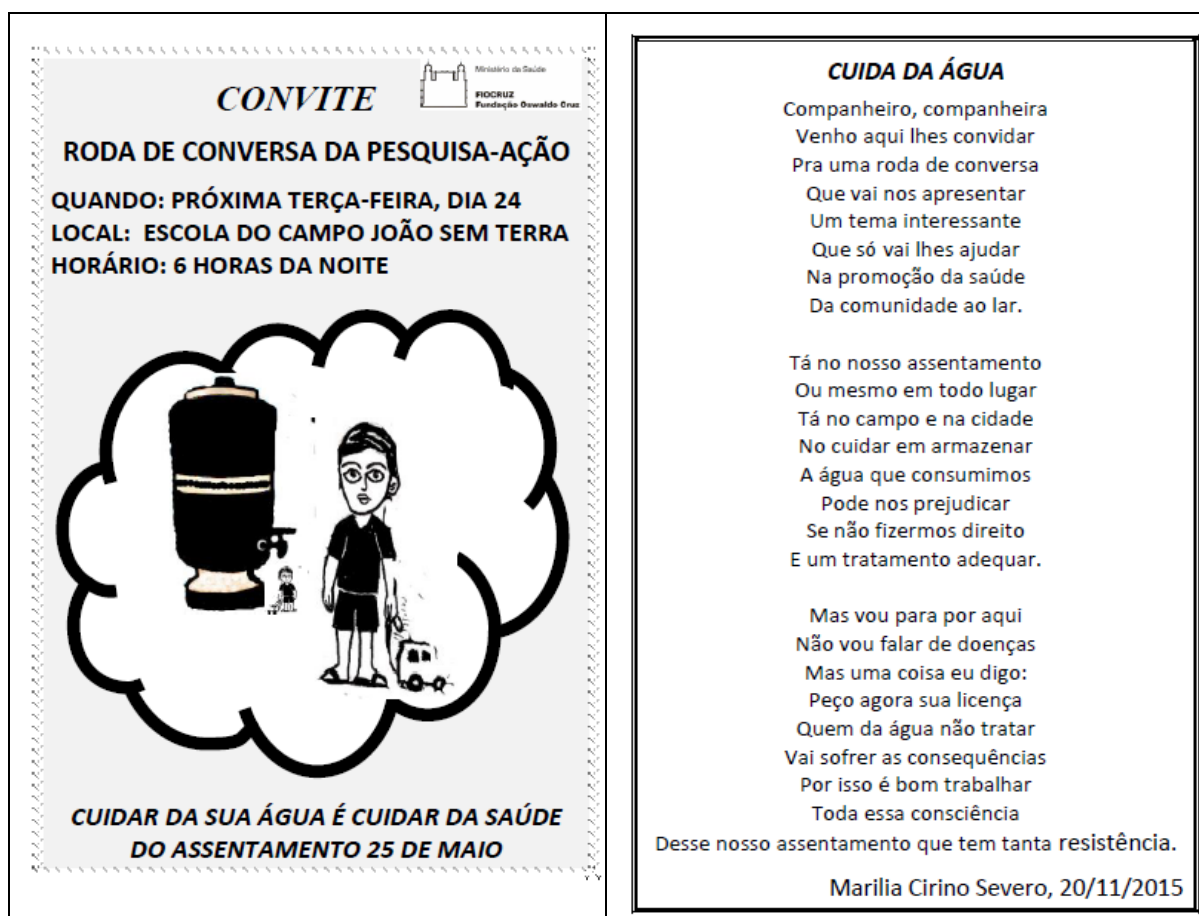 CONVITE
Ministério da Saúde
FIOCRUZ
Fundação Oswaldo Cruz
RODA DE CONVERSA DA PESQUISA-AÇÃO
QUANDO: PRÓXIMA TERÇA-FEIRA, DIA 24
LOCAL: ESCOLA DO CAMPO JOÃO SEM TERRA
HORÁRIO: 6 HORAS DA NOITE
CUIDAR DA SUA ÁGUA É CUIDAR DA SAÚDE
DO ASSENTAMENTO 25 DE MAIO
CUIDA DA ÁGUA
Companheiro, companheira
Venho aqui lhes convidar
Pra uma roda de conversa
Que vai nos apresentar
Um tema interessante
Que só vai lhes ajudar
Na promoção da saúde
Da comunidade ao lar.
Tá no nosso assentamento
Ou mesmo em todo lugar
Tá no campo e na cidade
No cuidar em armazenar
A água que consumimos
Pode nos prejudicar
Se não fizermos direito
E um tratamento adequar.
Mas vou para por aqui
Não vou falar de doenças
Mas uma coisa eu digo:
Peço agora sua licença
Quem da água não tratar
Vai sofrer as consequências
Por isso é bom trabalhar
Toda essa consciência
Desse nosso assentamento que tem tanta resistência.
Marilia Cirino Severo, 20/11/2015